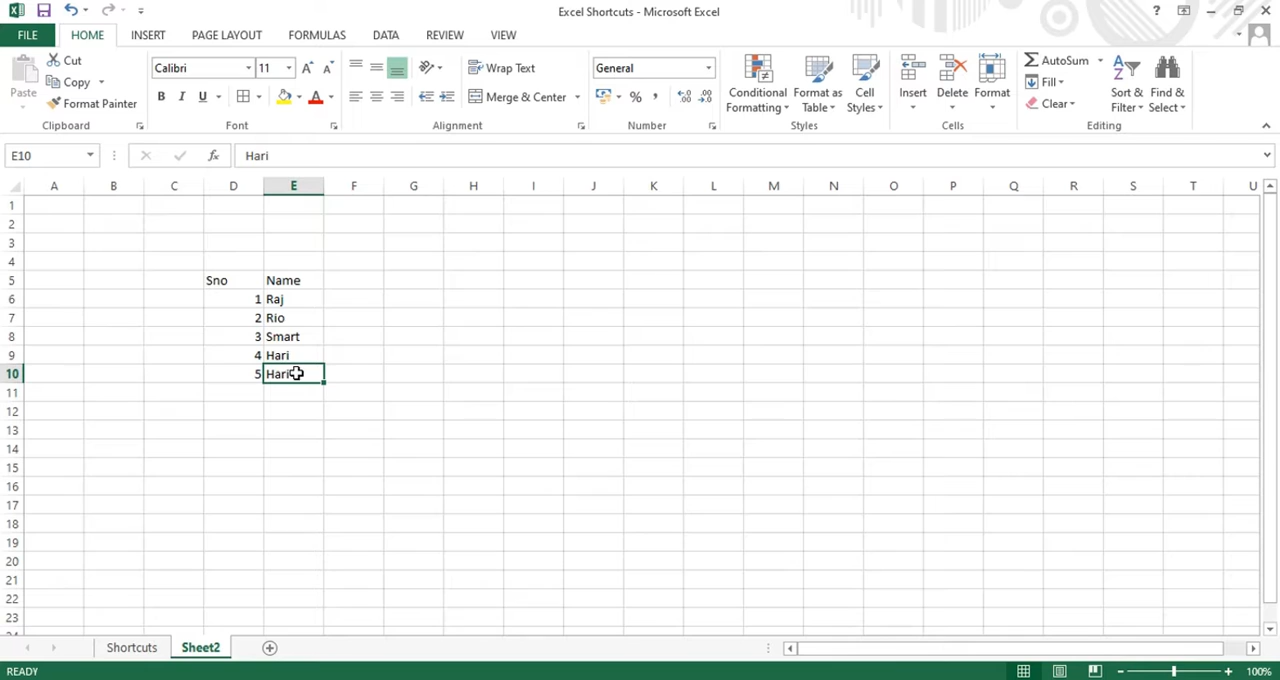 Excel Shortcuts - Microsoft Excel
FILE HOME INSERT PAGE LAYOUT FORMULAS DATA REVIEW VIEW
Paste
Cut
Copy
Format Painter
Clipboard
Calibri 11
B I U
Font
Wrap Text
Merge & Center
Alignment
General
Number
Conditional Formatting
Format as Table
Cell Styles
Styles
Insert Delete Format
Cells
AutoSum
Fill
Clear
Sort & Filter
Find & Select
Editing
E10 fx Hari
A B C D E F G H I J K L M N O P Q R S T U
1
2
3
4
5 Sno Name
6 1 Raj
7 2 Rio
8 3 Smart
9 4 Hari
10 5 Hari
11
12
13
14
15
16
17
18
19
20
21
22
23
24
Shortcuts Sheet2
READY 100%